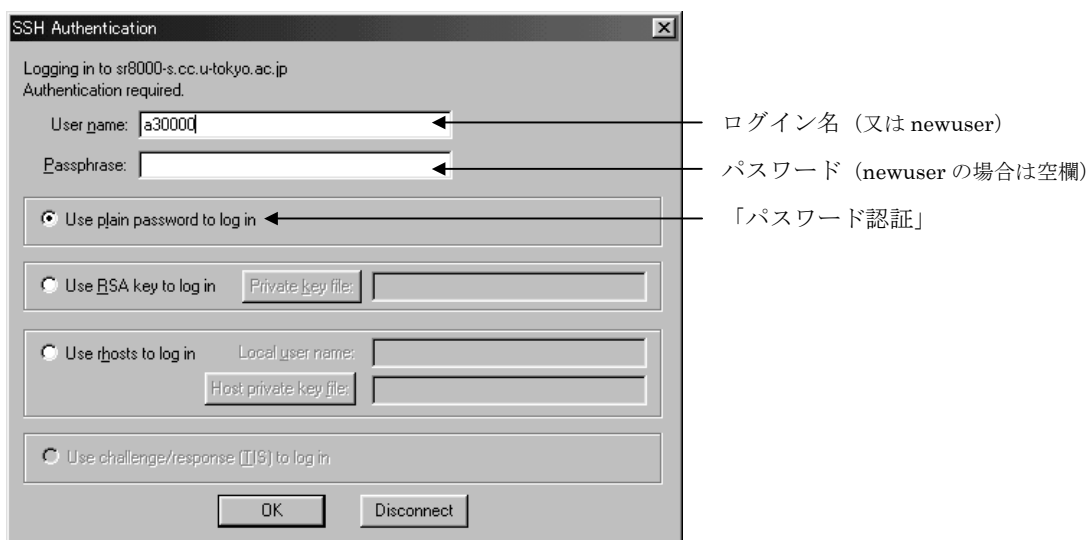 SSH Authentication
Logging in to sr8000-s.cc.u-tokyo.ac.jp
Authentication required.
User name: a30000
ログイン名（又は newuser）
Passphrase:
パスワード（newuser の場合は空欄）
Use plain password to log in
「パスワード認証」
Use RSA key to log in Private key file:
Use rhosts to log in Local user name:
Host private key file:
Use challenge/response (TIS) to log in
OK Disconnect